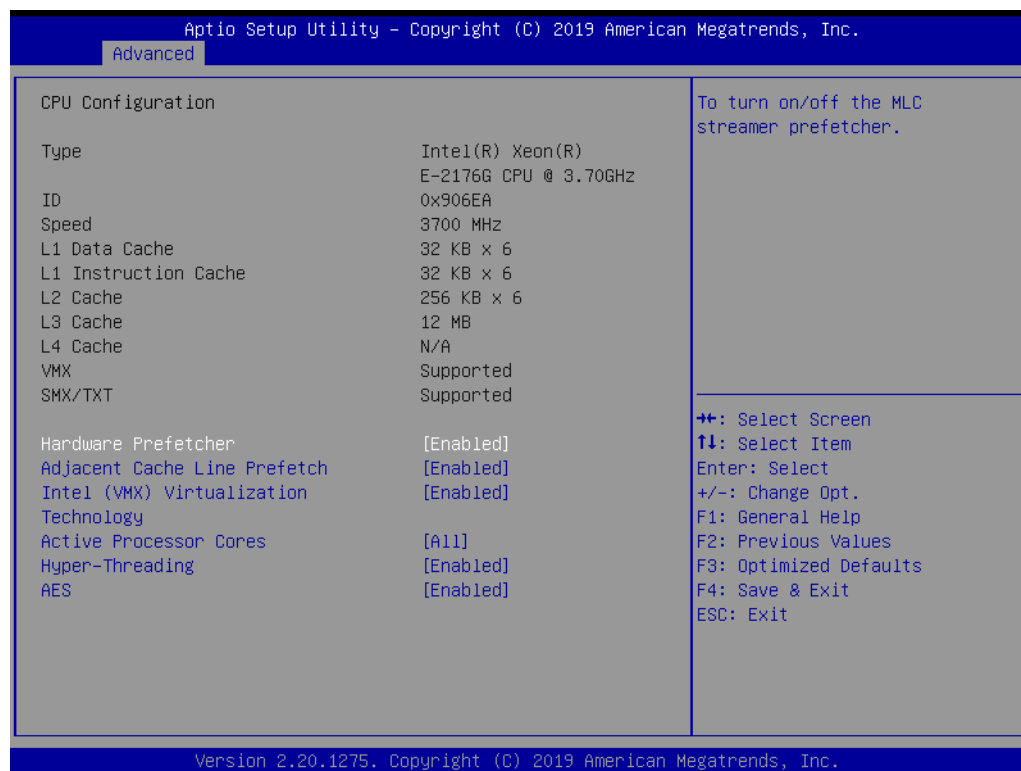 Aptio Setup Utility – Copyright (C) 2019 American Megatrends, Inc.
Advanced
CPU Configuration
Type Intel(R) Xeon(R)
E-2176G CPU @ 3.70GHz
ID 0x906EA
Speed 3700 MHz
L1 Data Cache 32 KB x 6
L1 Instruction Cache 32 KB x 6
L2 Cache 256 KB x 6
L3 Cache 12 MB
L4 Cache N/A
VMX Supported
SMX/TXT Supported
Hardware Prefetcher [Enabled]
Adjacent Cache Line Prefetch [Enabled]
Intel (VMX) Virtualization [Enabled]
Technology
Active Processor Cores [All]
Hyper-Threading [Enabled]
AES [Enabled]
To turn on/off the MLC
streamer prefetcher.
→←: Select Screen
↑↓: Select Item
Enter: Select
+/-: Change Opt.
F1: General Help
F2: Previous Values
F3: Optimized Defaults
F4: Save & Exit
ESC: Exit
Version 2.20.1275. Copyright (C) 2019 American Megatrends, Inc.